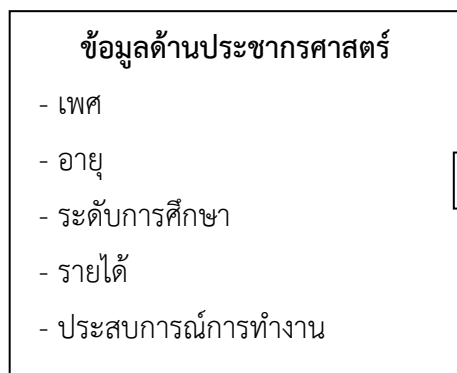 ข้อมูลด้านประชากรศาสตร์
- เพศ
- อายุ
- ระดับการศึกษา
- รายได้
- ประสบการณ์การทำงาน